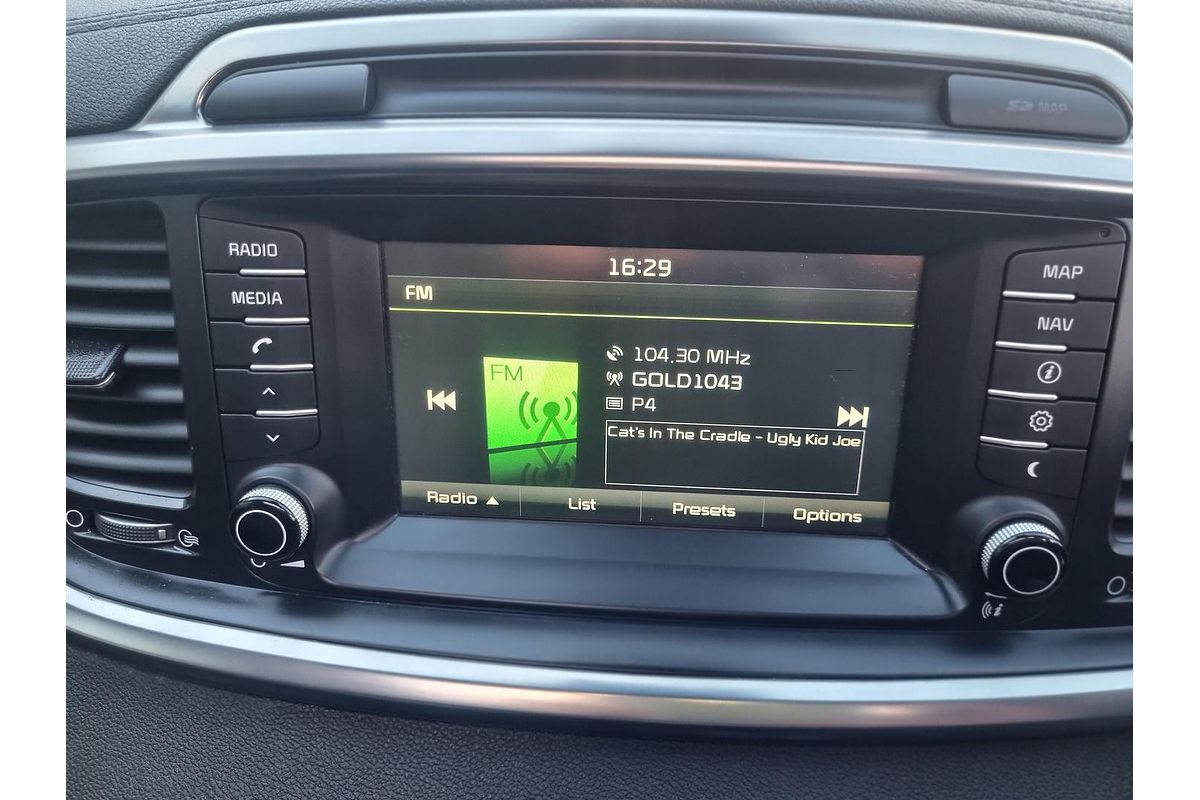 SD MAP
RADIO
MEDIA
MAP
NAV
16:29
FM
FM
104.30 MHz
GOLD1043
P4
Cat's In The Cradle - Ugly Kid Joe
Radio ▲
List
Presets
Options